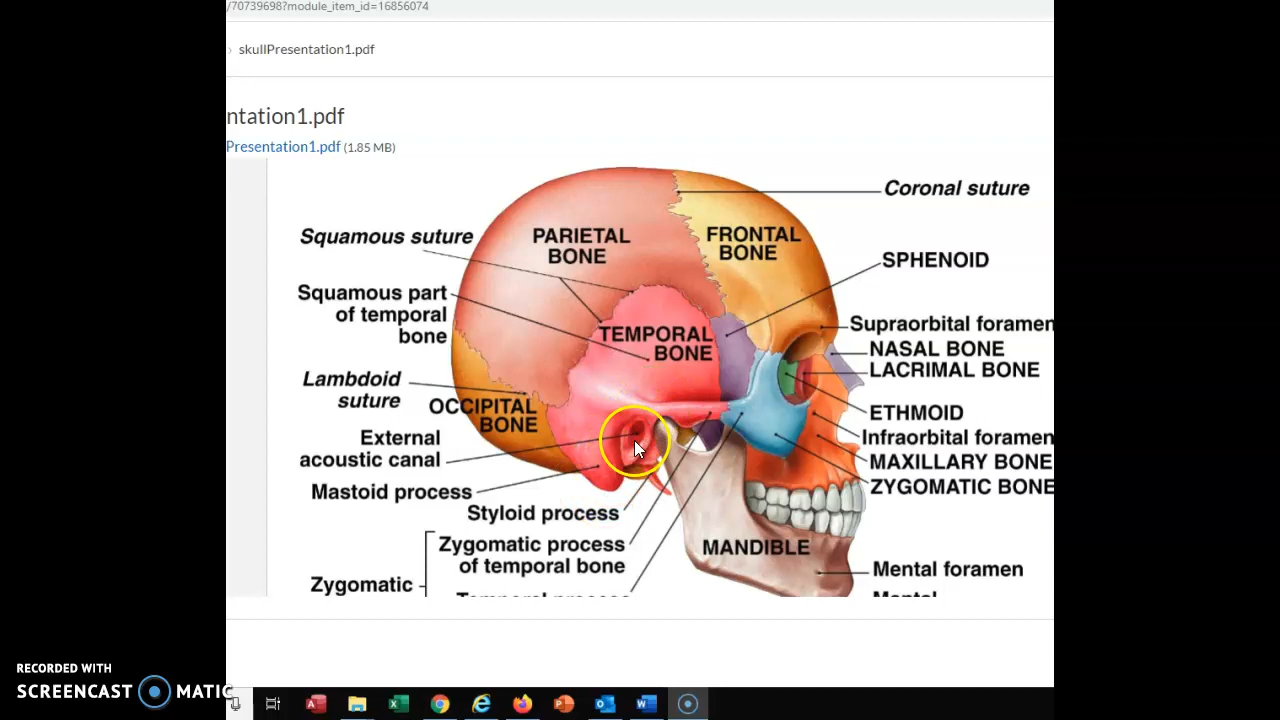 /70739698?module_item_id=16856074
› skullPresentation1.pdf
ntation1.pdf
Presentation1.pdf (1.85 MB)
Coronal suture
Squamous suture
PARIETAL
BONE
FRONTAL
BONE
SPHENOID
Squamous part
of temporal
bone
TEMPORAL
BONE
Supraorbital foramen
NASAL BONE
LACRIMAL BONE
Lambdoid
suture
OCCIPITAL
BONE
ETHMOID
External
acoustic canal
Infraorbital foramen
MAXILLARY BONE
ZYGOMATIC BONE
Mastoid process
Styloid process
Zygomatic process
of temporal bone
MANDIBLE
Mental foramen
Zygomatic
Temporal process
Mental
RECORDED WITH
SCREENCAST MATIC